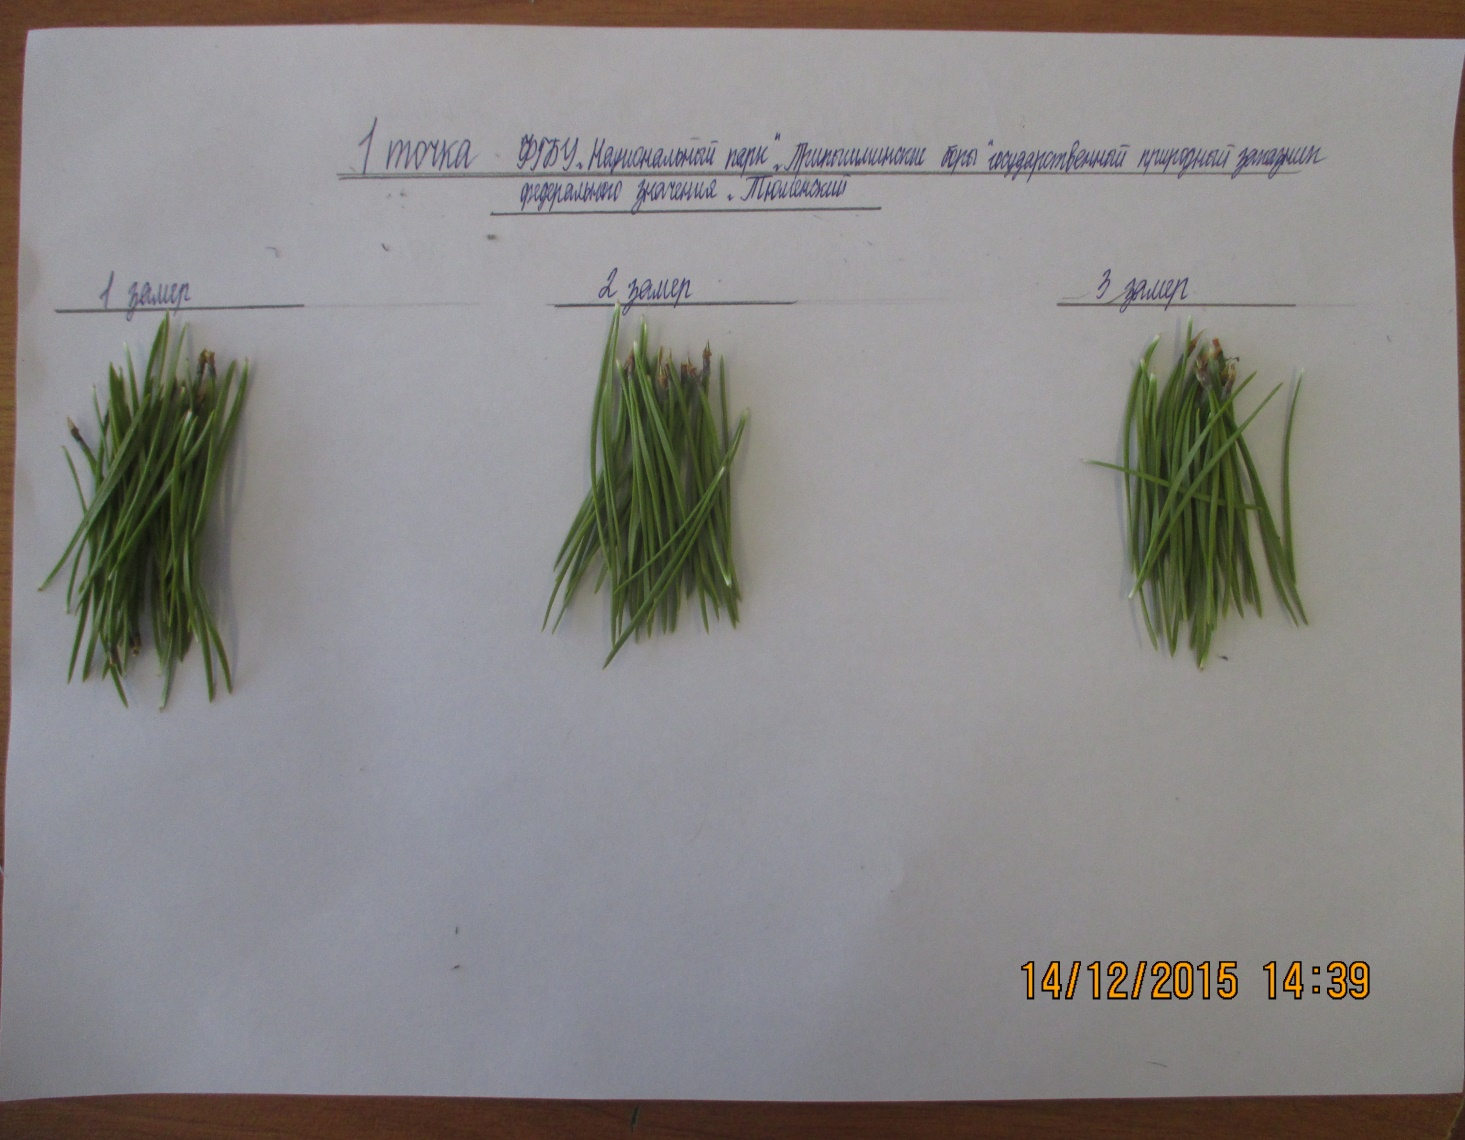 1 точка ФГБУ „Национальный парк" „Припышминские боры" государственный природный заказник
федерального значения „Тюменский
1 замер 2 замер 3 замер
14/12/2015 14:39